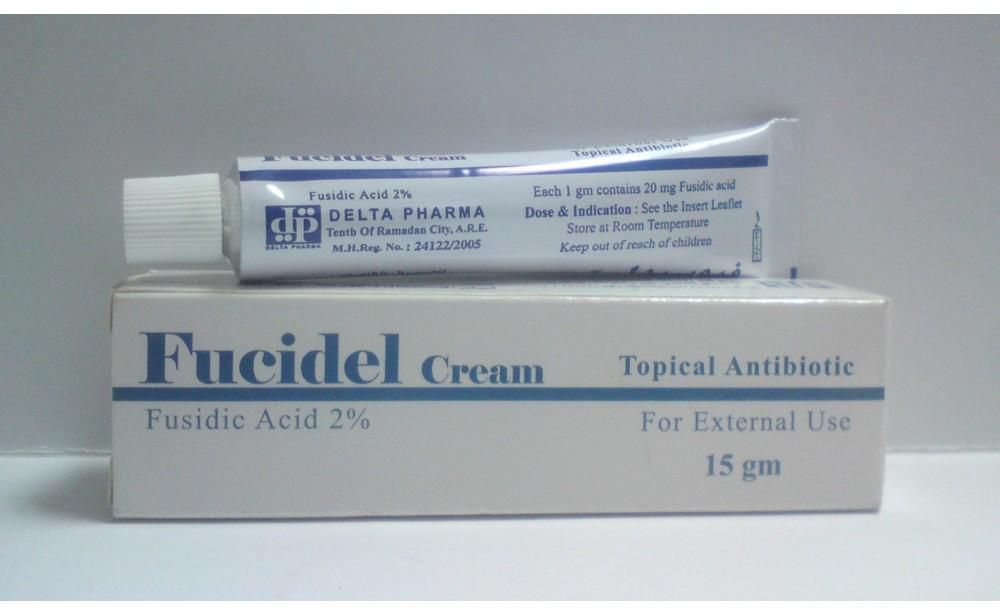 Fucidel Cream
Topical Antibiotic
Fusidic Acid 2%
dp
DELTA PHARMA
DELTA PHARMA
Tenth Of Ramadan City, A.R.E.
M.H.Reg. No. : 24122/2005
Each 1 gm contains 20 mg Fusidic acid
Dose & Indication : See the Insert Leaflet
Store at Room Temperature
Keep out of reach of children
Fucidel Cream
Topical Antibiotic
Fusidic Acid 2%
For External Use
15 gm